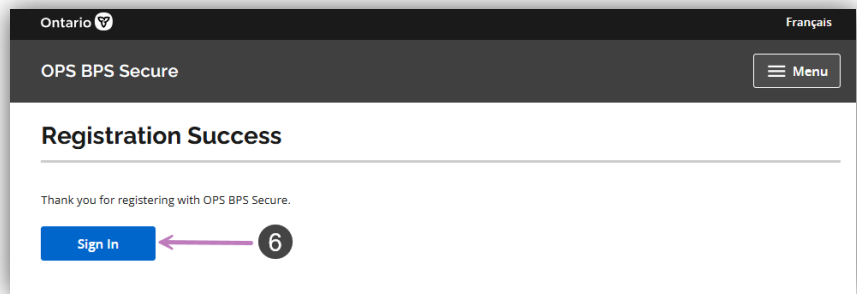 Ontario
Français
OPS BPS Secure
Menu
Registration Success
Thank you for registering with OPS BPS Secure.
Sign In
6